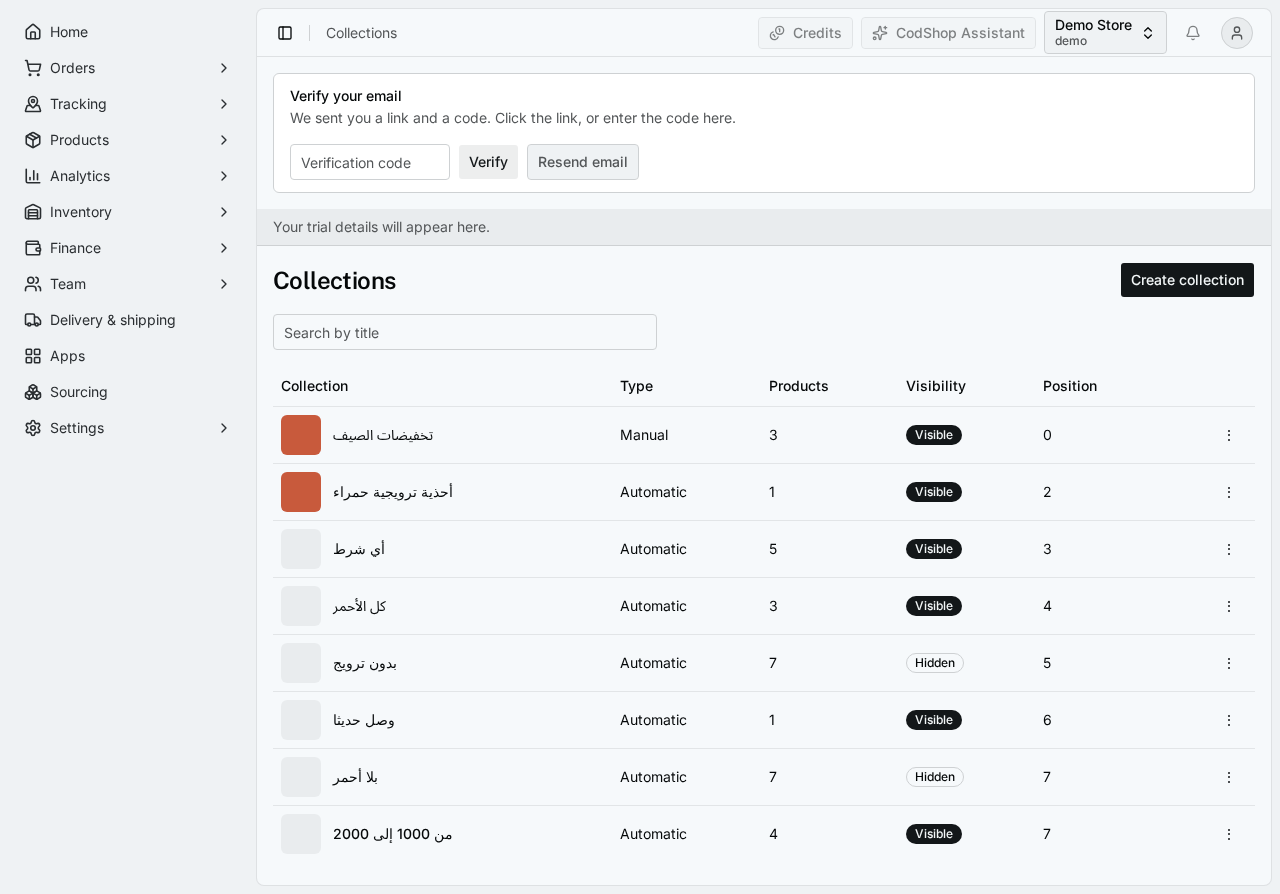 Home
Orders
Tracking
Products
Analytics
Inventory
Finance
Team
Delivery & shipping
Apps
Sourcing
Settings
Collections
Credits
CodShop Assistant
Demo Store
demo
Verify your email
We sent you a link and a code. Click the link, or enter the code here.
Verification code
Verify
Resend email
Your trial details will appear here.
Collections
Create collection
Search by title
Collection Type Products Visibility Position
تخفيضات الصيف Manual 3 Visible 0
أحذية ترويجية حمراء Automatic 1 Visible 2
أي شرط Automatic 5 Visible 3
كل الأحمر Automatic 3 Visible 4
بدون ترويج Automatic 7 Hidden 5
وصل حديثا Automatic 1 Visible 6
بلا أحمر Automatic 7 Hidden 7
من 1000 إلى 2000 Automatic 4 Visible 7